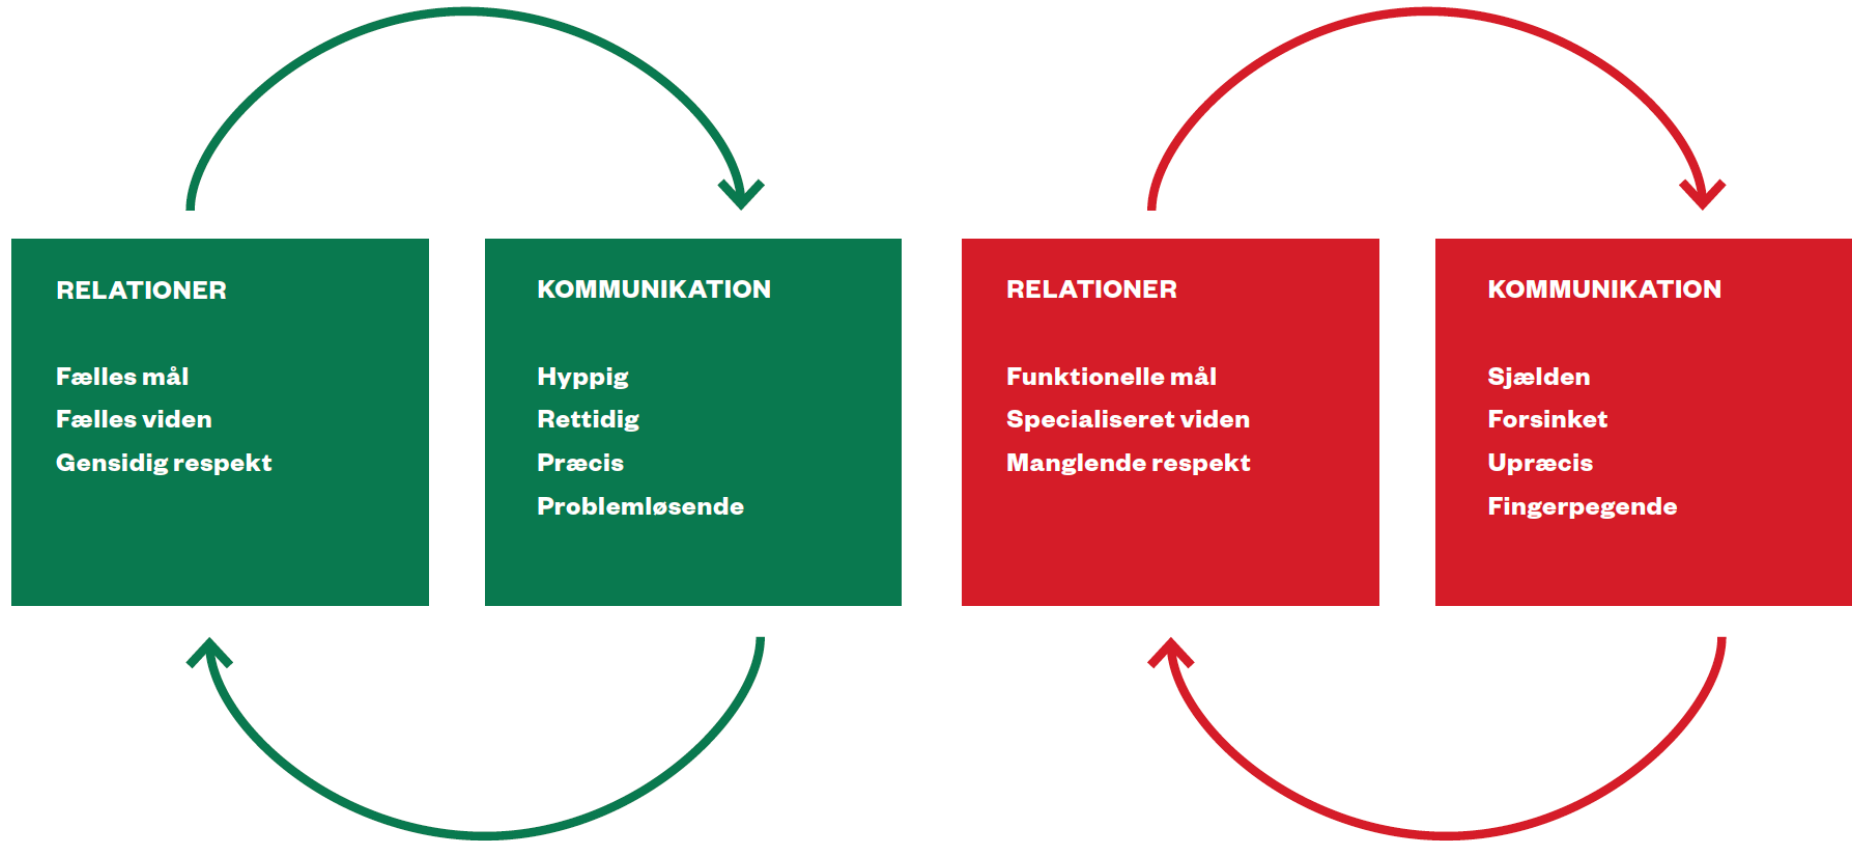 RELATIONER
Fælles mål
Fælles viden
Gensidig respekt
KOMMUNIKATION
Hyppig
Rettidig
Præcis
Problemløsende
RELATIONER
Funktionelle mål
Specialiseret viden
Manglende respekt
KOMMUNIKATION
Sjælden
Forsinket
Upræcis
Fingerpegende